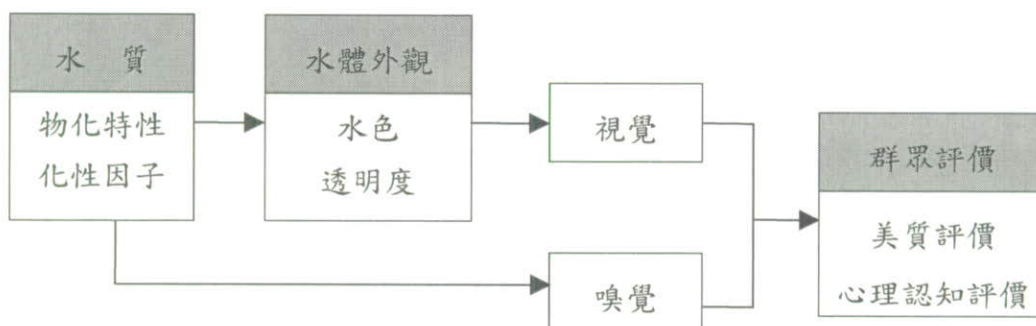 水 質
物化特性
化性因子
水體外觀
水色
透明度
視覺
嗅覺
群眾評價
美質評價
心理認知評價